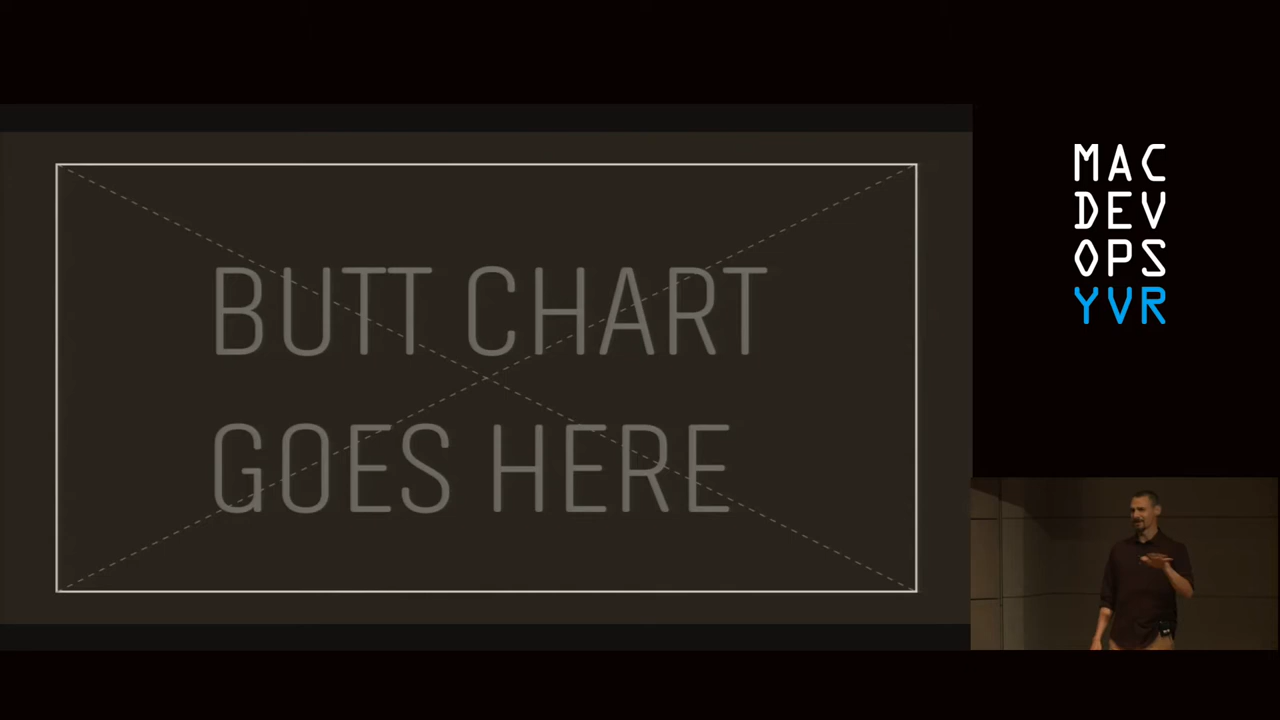 BUTT CHART
GOES HERE
MAC
DEV
OPS
YVR